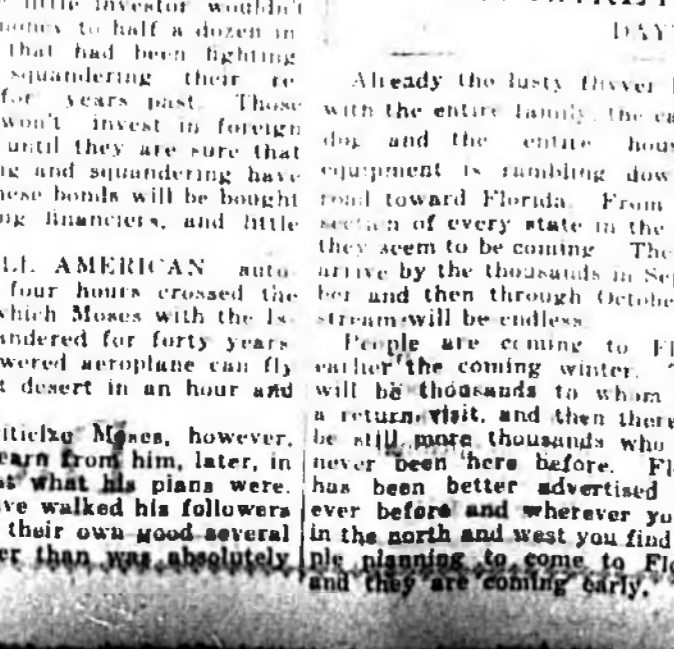 little investor wouldn't
money to half a dozen in
that had been fighting
squandering their re
for years past. Those
won't invest in foreign
until they are sure that
and squandering have
these bonds will be bought
financiers, and little
AMERICAN auto
four hours crossed the
which Moses with the Is
wandered for forty years
powered aeroplane can fly
desert in an hour and
Moses, however,
learn from him, later, in
what his plans were.
have walked his followers
their own good several
than was absolutely
DAY
Already the lusty flivver
with the entire family, the
dog and the entire
equipment is rambling
road toward Florida. From
section of every state in the
they seem to be coming. The
arrive by the thousands in Sep
ber and then through October
stream will be endless.
People are coming to Fl
earlier the coming winter.
will be thousands to whom
a return visit, and then there
be still more thousands who
never been here before. Fl
has been better advertised
ever before and wherever yo
in the north and west you find
ple planning to come to Flo
and they are coming early.